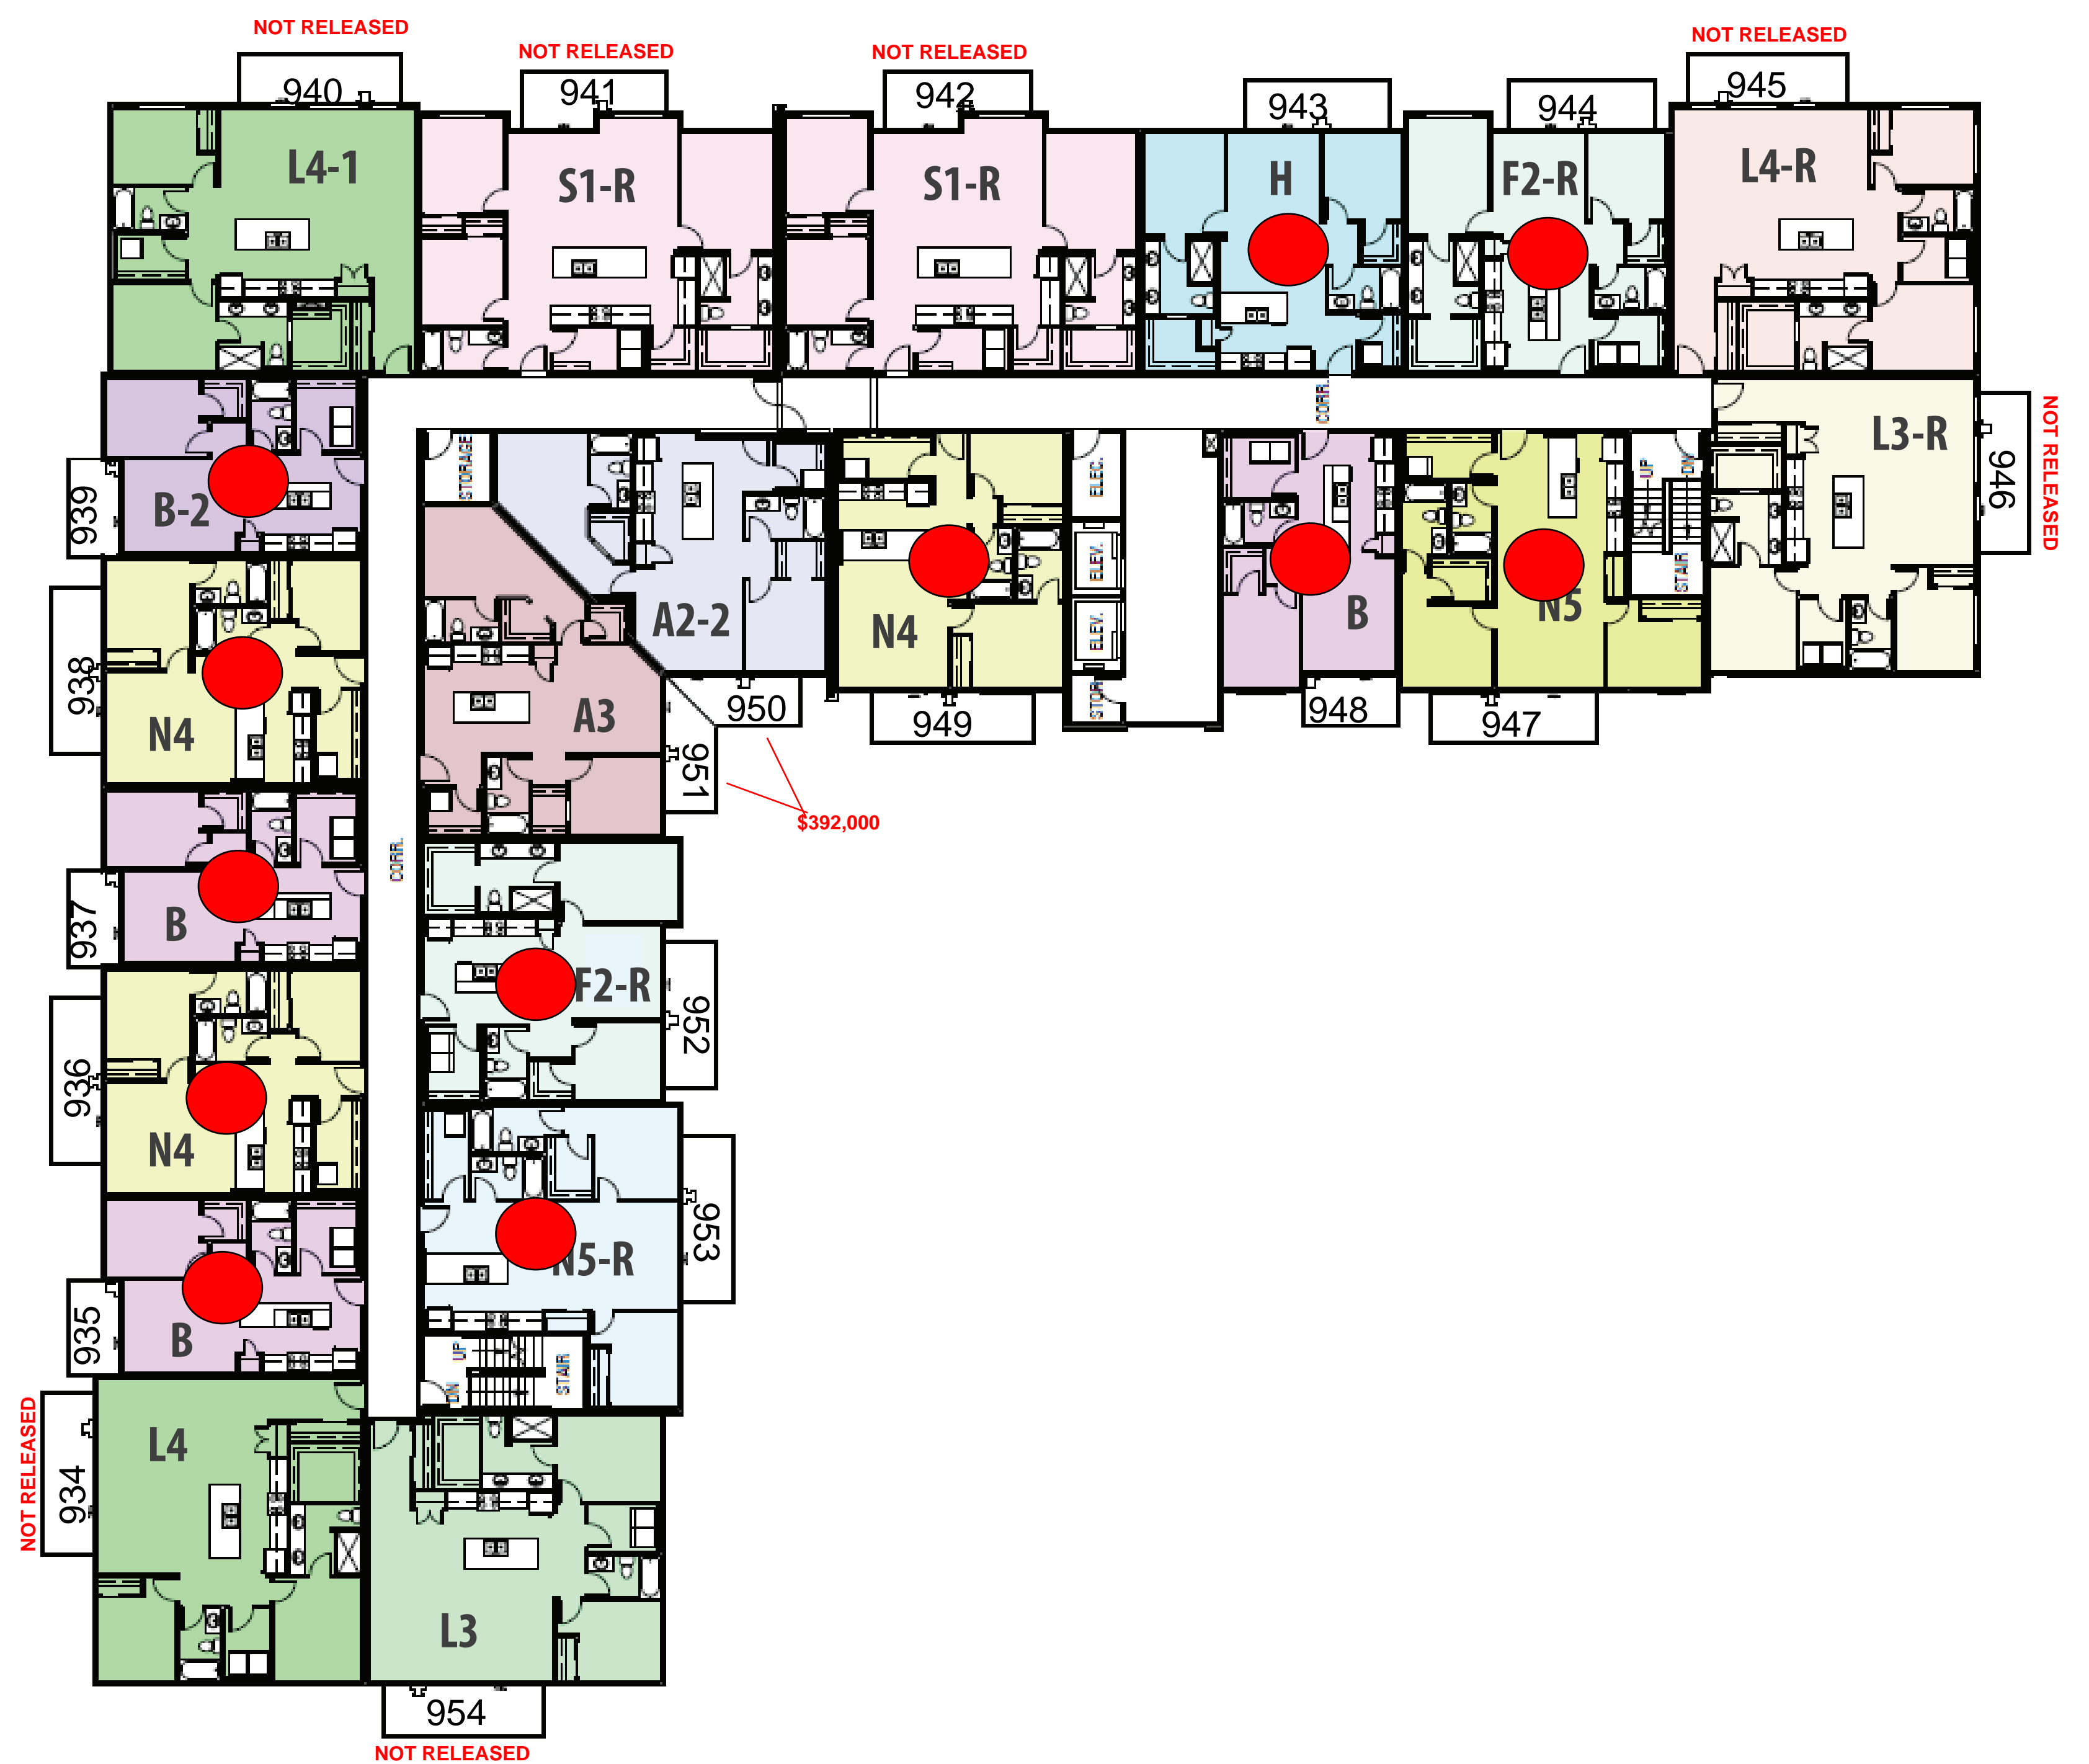 NOT RELEASED
NOT RELEASED
NOT RELEASED
NOT RELEASED
940
941
942
943
944
945
L4-1
S1-R
S1-R
H
F2-R
L4-R
CORR.
L3-R
946
NOT RELEASED
939
B-2
STORAGE
A2-2
950
N4
949
ELEC.
ELEV.
ELEV.
STOR
B
948
N5
947
UP
DN
STAIR
938
N4
A3
951
$392,000
937
B
CORR.
F2-R
952
936
N4
N5-R
953
935
B
UP
DN
STAIR
L4
934
NOT RELEASED
L3
954
NOT RELEASED